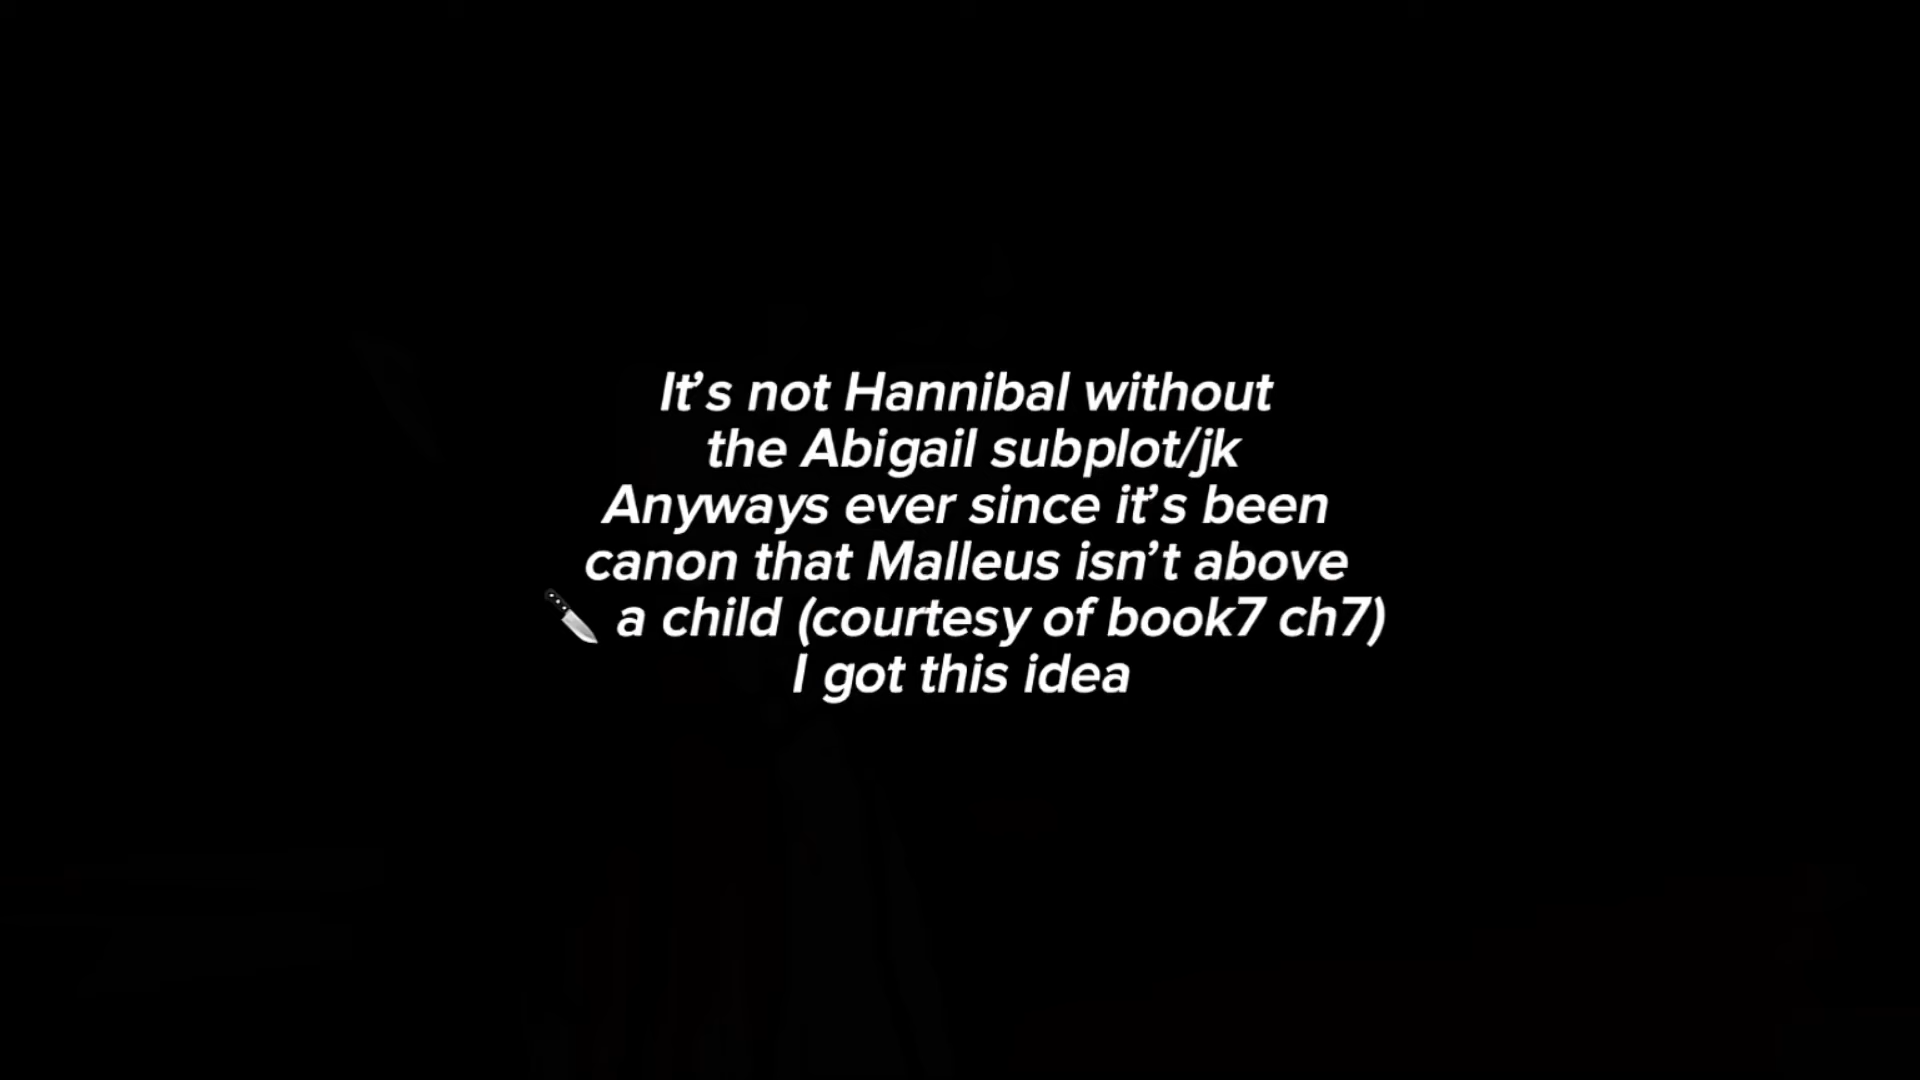 It’s not Hannibal without
the Abigail subplot/jk
Anyways ever since it’s been
canon that Malleus isn’t above
🔪 a child (courtesy of book7 ch7)
I got this idea